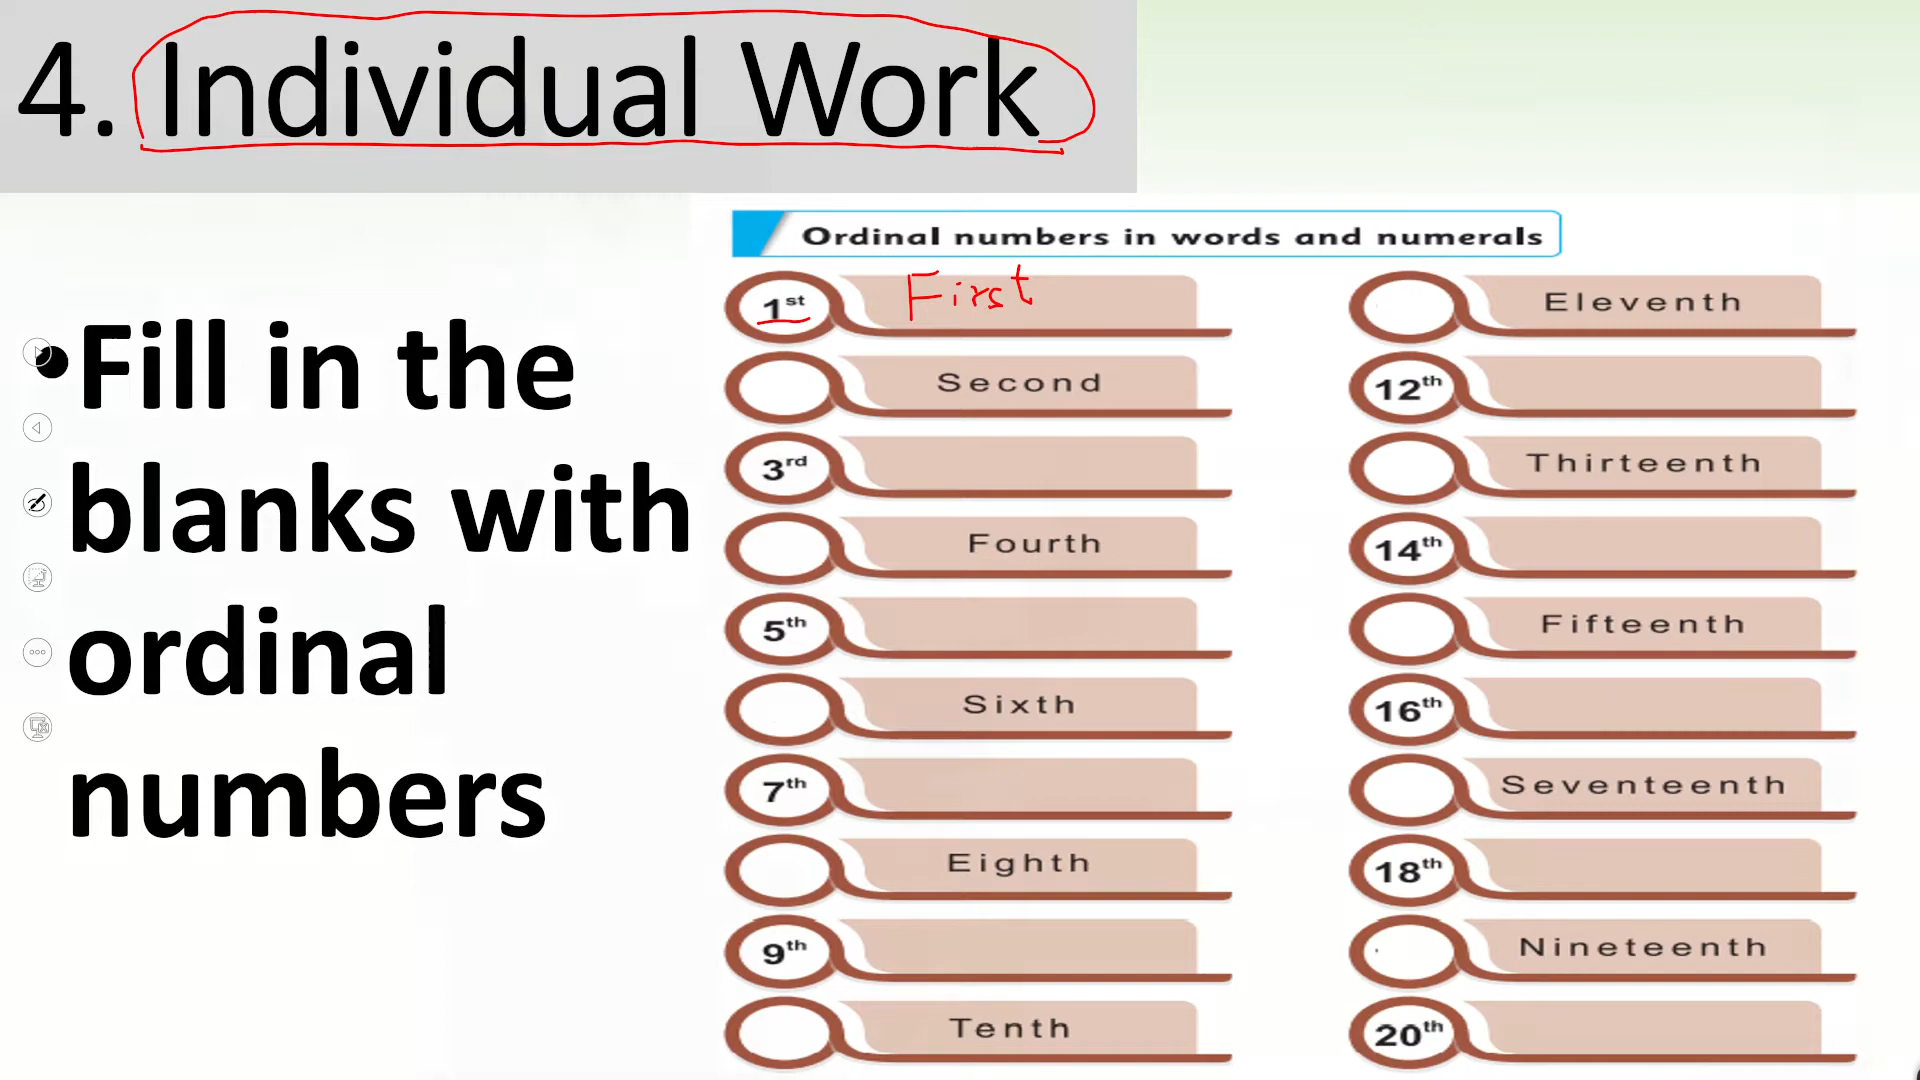 4. Individual Work
•Fill in the
blanks with
ordinal
numbers
Ordinal numbers in words and numerals
1st First
Second
3rd
Fourth
5th
Sixth
7th
Eighth
9th
Tenth
Eleventh
12th
Thirteenth
14th
Fifteenth
16th
Seventeenth
18th
Nineteenth
20th